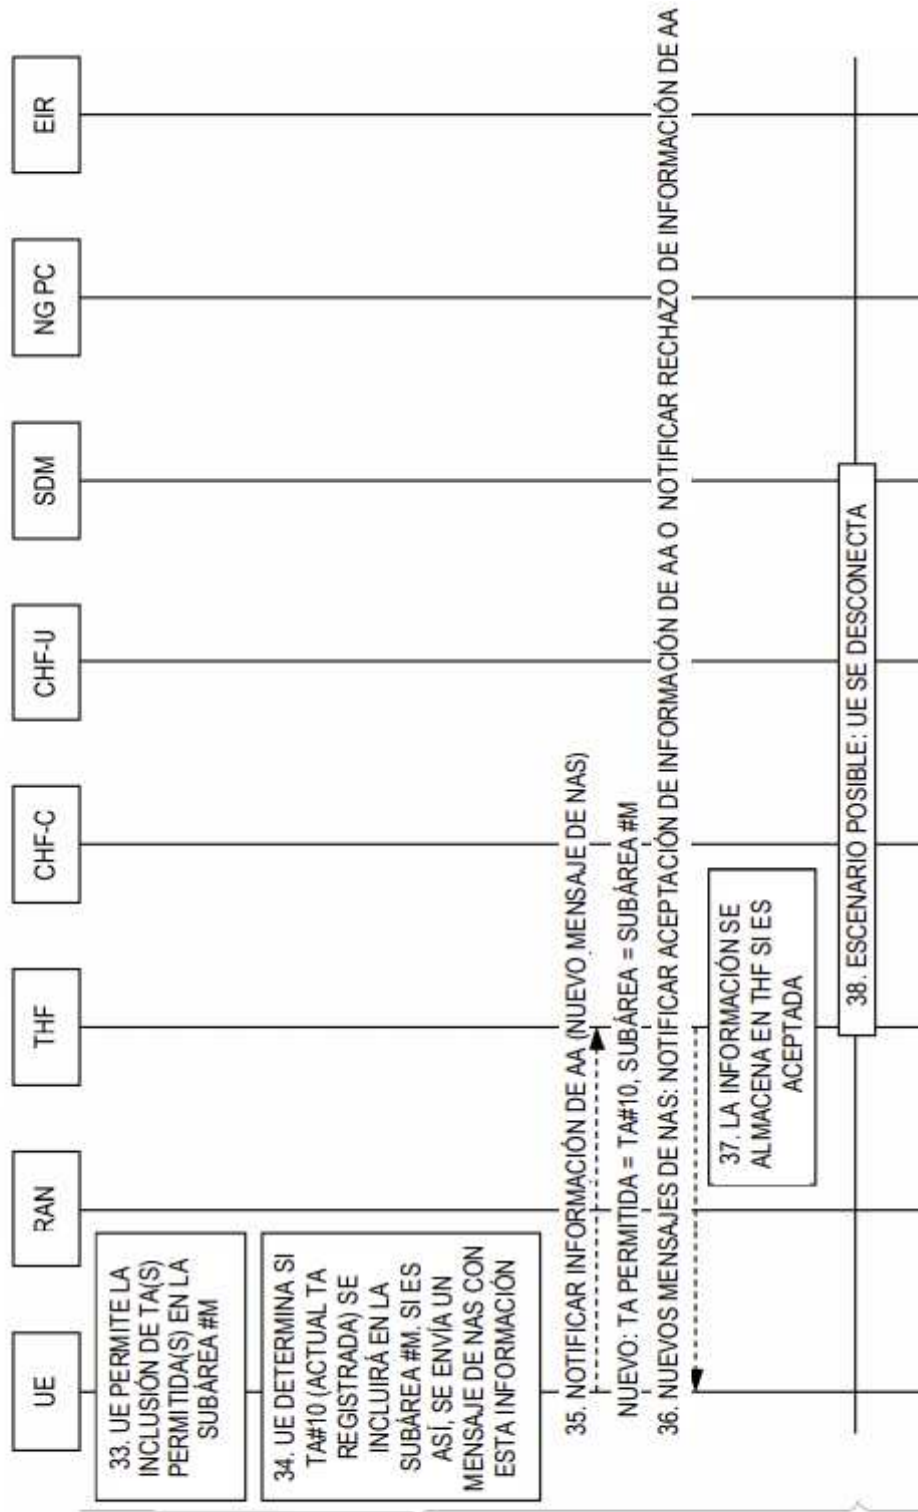 UE
RAN
THF
CHF-C
CHF-U
SDM
NG PC
EIR
33. UE PERMITE LA
INCLUSIÓN DE TA(S)
PERMITIDA(S) EN LA
SUBÁREA #M
34. UE DETERMINA SI
TA#10 (ACTUAL TA
REGISTRADA) SE
INCLUIRÁ EN LA
SUBÁREA #M. SI ES
ASÍ, SE ENVÍA UN
MENSAJE DE NAS CON
ESTA INFORMACIÓN
35. NOTIFICAR INFORMACIÓN DE AA (NUEVO MENSAJE DE NAS)
NUEVO: TA PERMITIDA = TA#10, SUBÁREA = SUBÁREA #M
36. NUEVOS MENSAJES DE NAS: NOTIFICAR ACEPTACIÓN DE INFORMACIÓN DE AA O NOTIFICAR RECHAZO DE INFORMACIÓN DE AA
37. LA INFORMACIÓN SE
ALMACENA EN THF SI ES
ACEPTADA
38. ESCENARIO POSIBLE: UE SE DESCONECTA